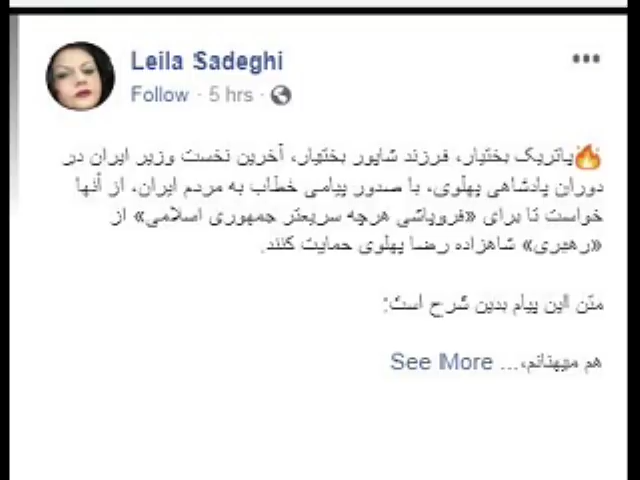 Leila Sadeghi
Follow · 5 hrs ·
🔥پاتریک بختیار، فرزند شاپور بختیار، آخرین نخست وزیر ایران در
دوران پادشاهی پهلوی، با صدور پیامی خطاب به مردم ایران، از آنها
خواست تا برای «فروپاشی هرچه سریعتر جمهوری اسلامی» از
«رهبری» شاهزاده رضا پهلوی حمایت کنند.
متن این پیام بدین شرح است:
هم میهنانم،... See More